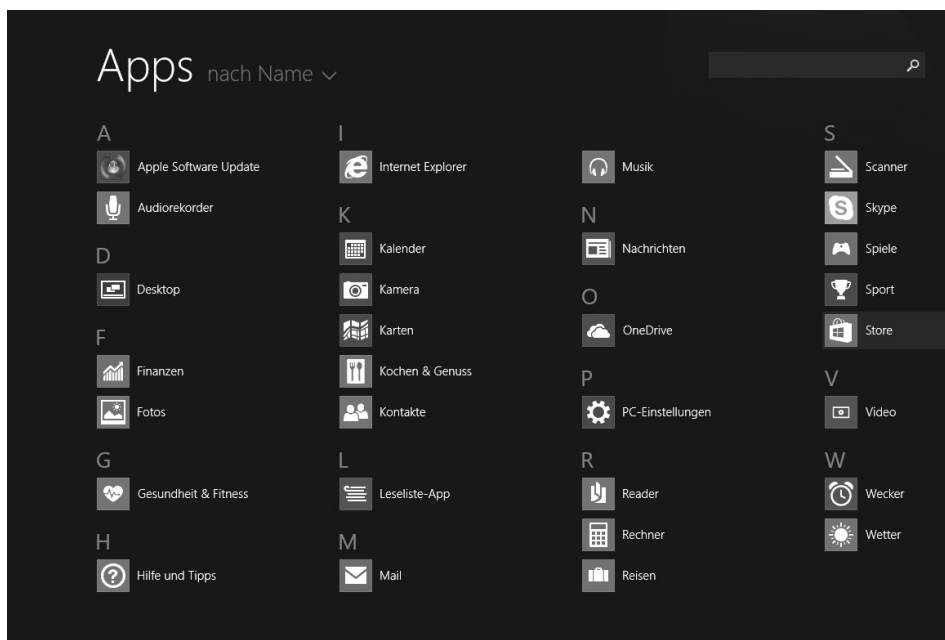 Apps nach Name
A
Apple Software Update
Audiorekorder
D
Desktop
F
Finanzen
Fotos
G
Gesundheit & Fitness
H
Hilfe und Tipps
I
Internet Explorer
K
Kalender
Kamera
Karten
Kochen & Genuss
Kontakte
L
Leseliste-App
M
Mail
Musik
N
Nachrichten
O
OneDrive
P
PC-Einstellungen
R
Reader
Rechner
Reisen
S
Scanner
Skype
Spiele
Sport
Store
V
Video
W
Wecker
Wetter